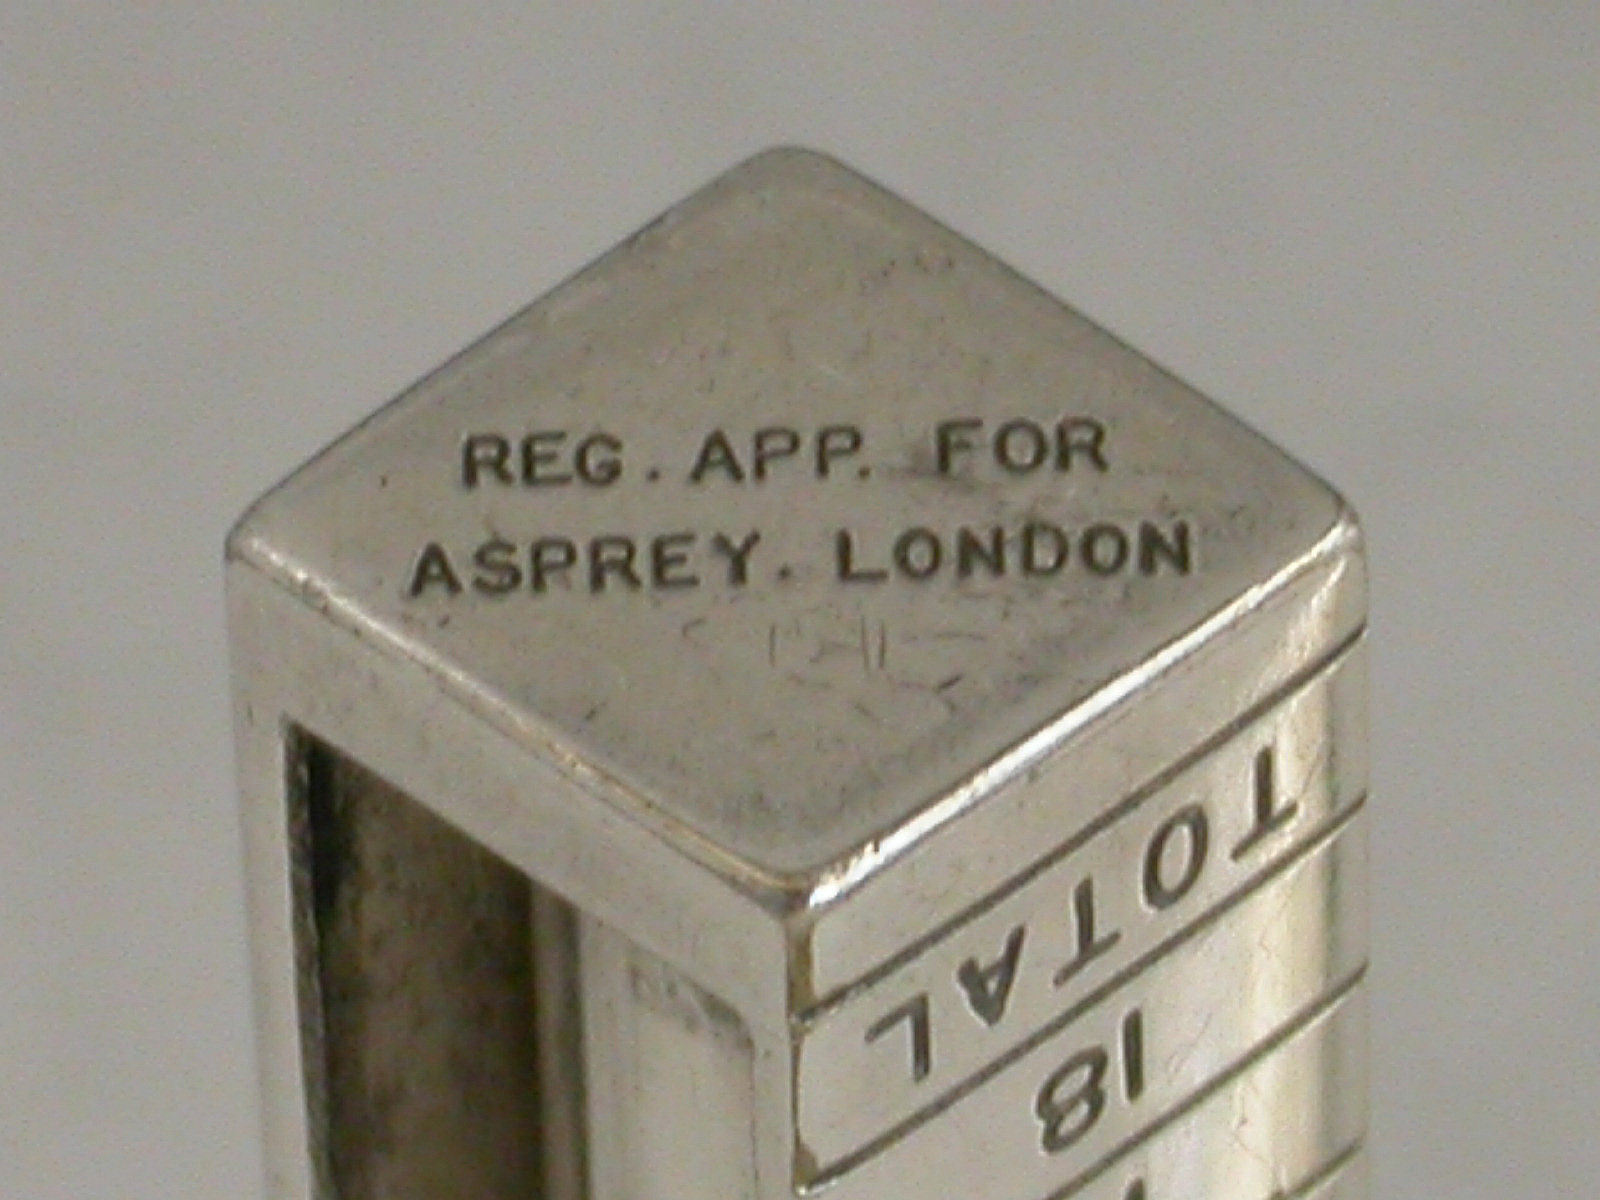 REG. APP. FOR
ASPREY. LONDON
TOTAL
18